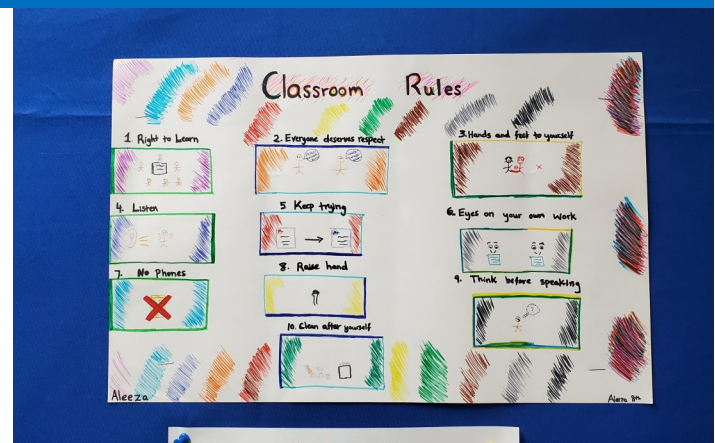 Classroom Rules
1. Right to Learn
2. Everyone deserves respect
3. Hands and feet to yourself
4. Listen
5 Keep trying
6. Eyes on your own work
7. No Phones
8. Raise hand
9. Think before speaking
10. Clean after yourself
Aleeza
8th